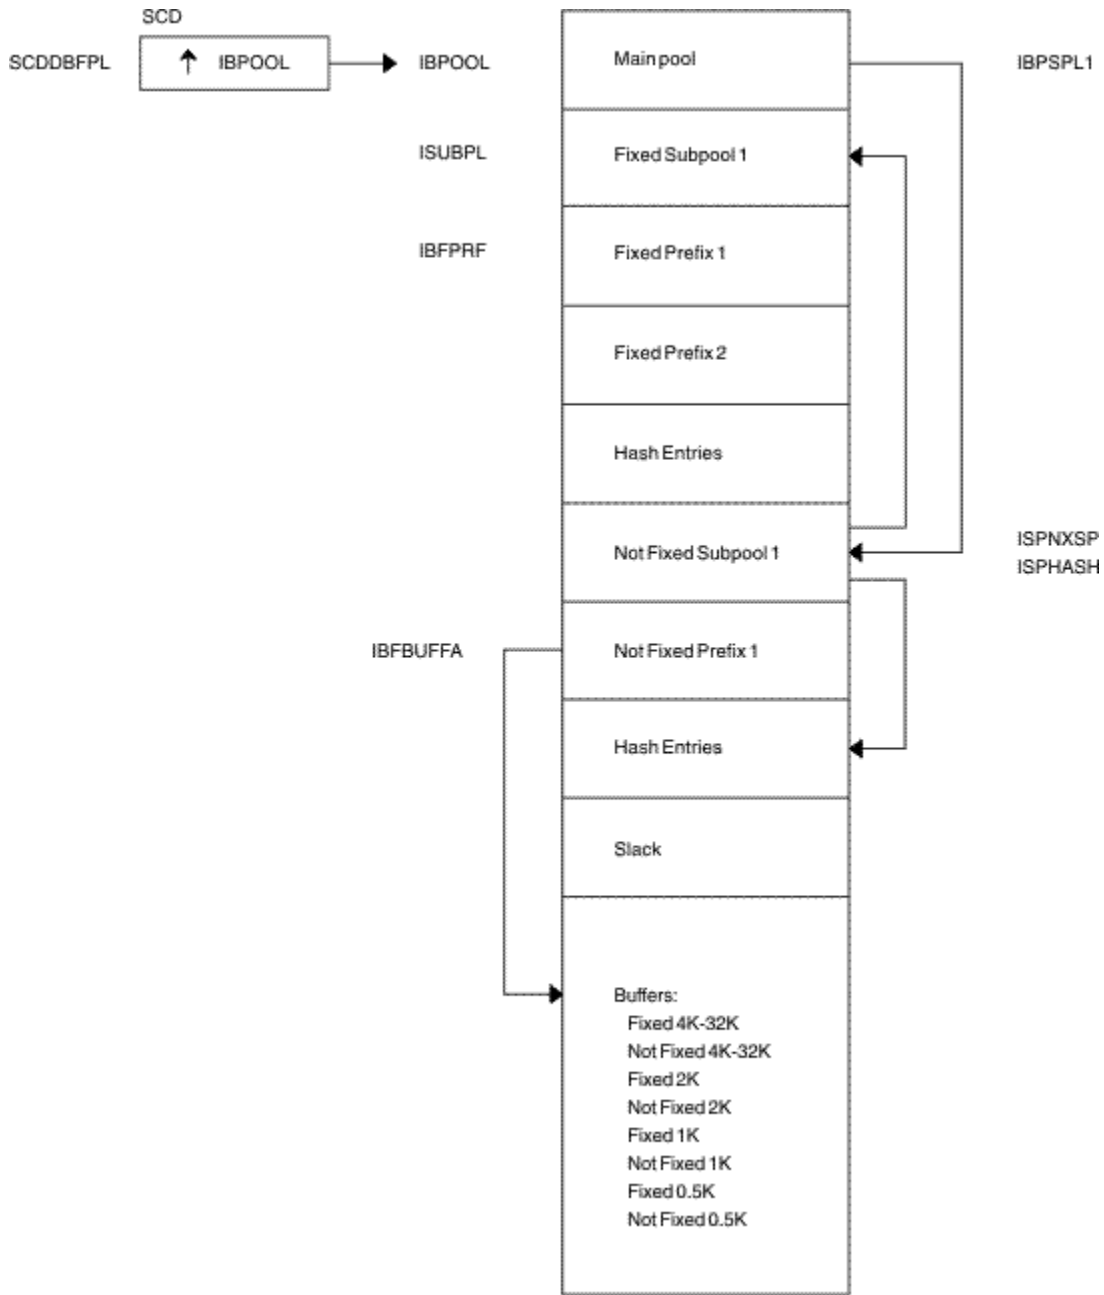 SCD
SCDDBFPL ↑ IBPOOL IBPOOL Main pool IBPSPL1
ISUBPL Fixed Subpool 1
IBFPRF Fixed Prefix 1
Fixed Prefix 2
Hash Entries
Not Fixed Subpool 1 ISPNXSP
ISPHASH
IBFBUFFA Not Fixed Prefix 1
Hash Entries
Slack
Buffers:
Fixed 4K-32K
Not Fixed 4K-32K
Fixed 2K
Not Fixed 2K
Fixed 1K
Not Fixed 1K
Fixed 0.5K
Not Fixed 0.5K